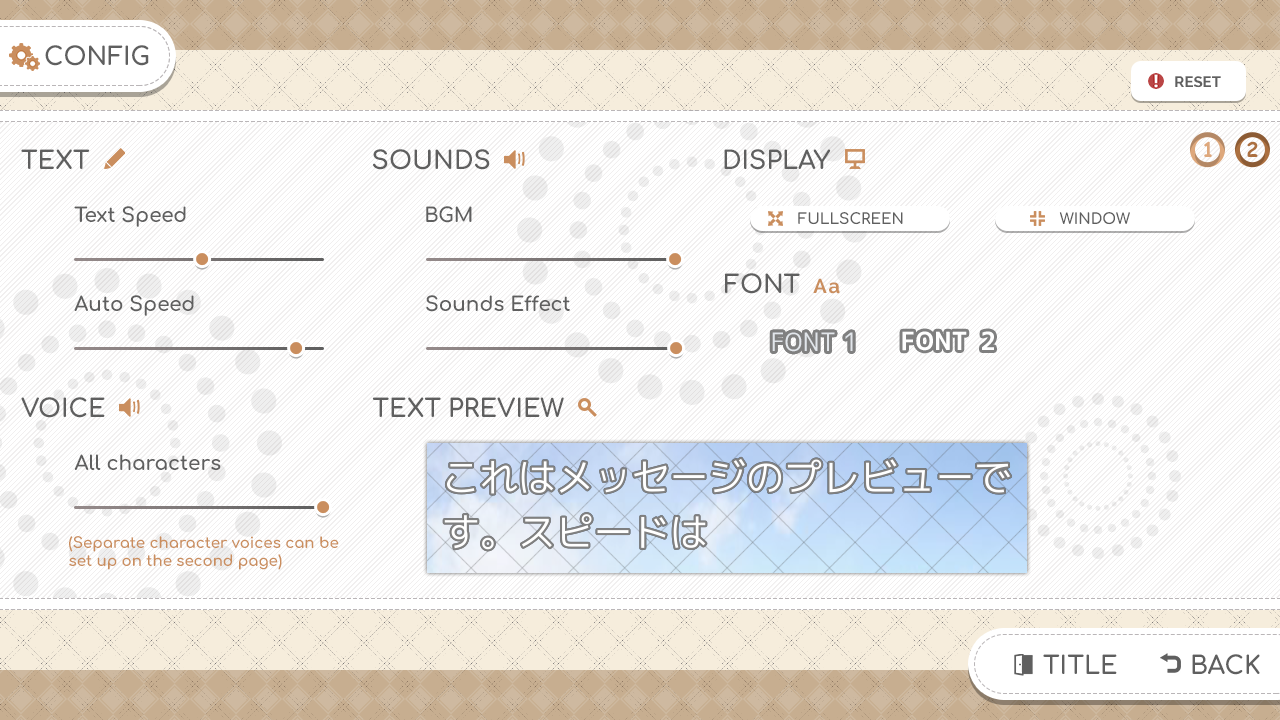 CONFIG
RESET
TEXT
SOUNDS
DISPLAY
1 2
Text Speed
BGM
FULLSCREEN
WINDOW
FONT Aa
Auto Speed
Sounds Effect
FONT 1
FONT 2
VOICE
TEXT PREVIEW
All characters
これはメッセージのプレビューで
す。スピードは
(Separate character voices can be
set up on the second page)
TITLE
BACK